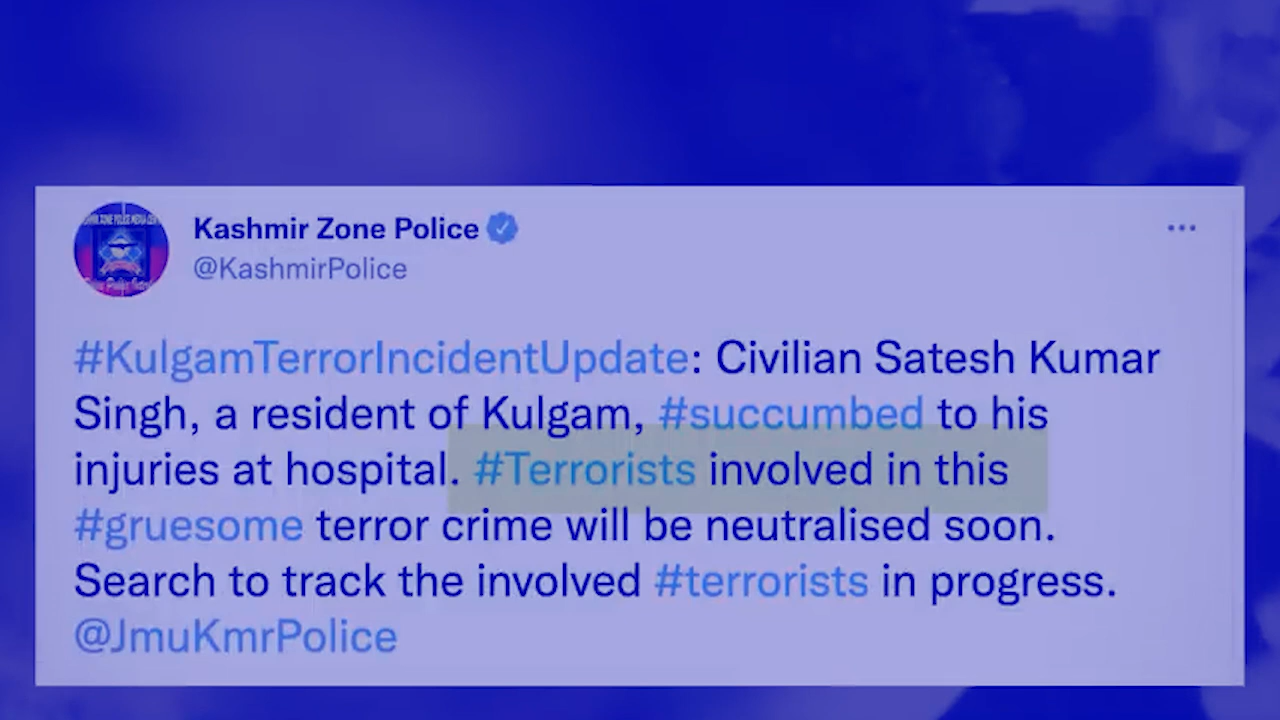 Kashmir Zone Police
@KashmirPolice
#KulgamTerrorIncidentUpdate: Civilian Satesh Kumar
Singh, a resident of Kulgam, #succumbed to his
injuries at hospital. #Terrorists involved in this
#gruesome terror crime will be neutralised soon.
Search to track the involved #terrorists in progress.
@JmuKmrPolice